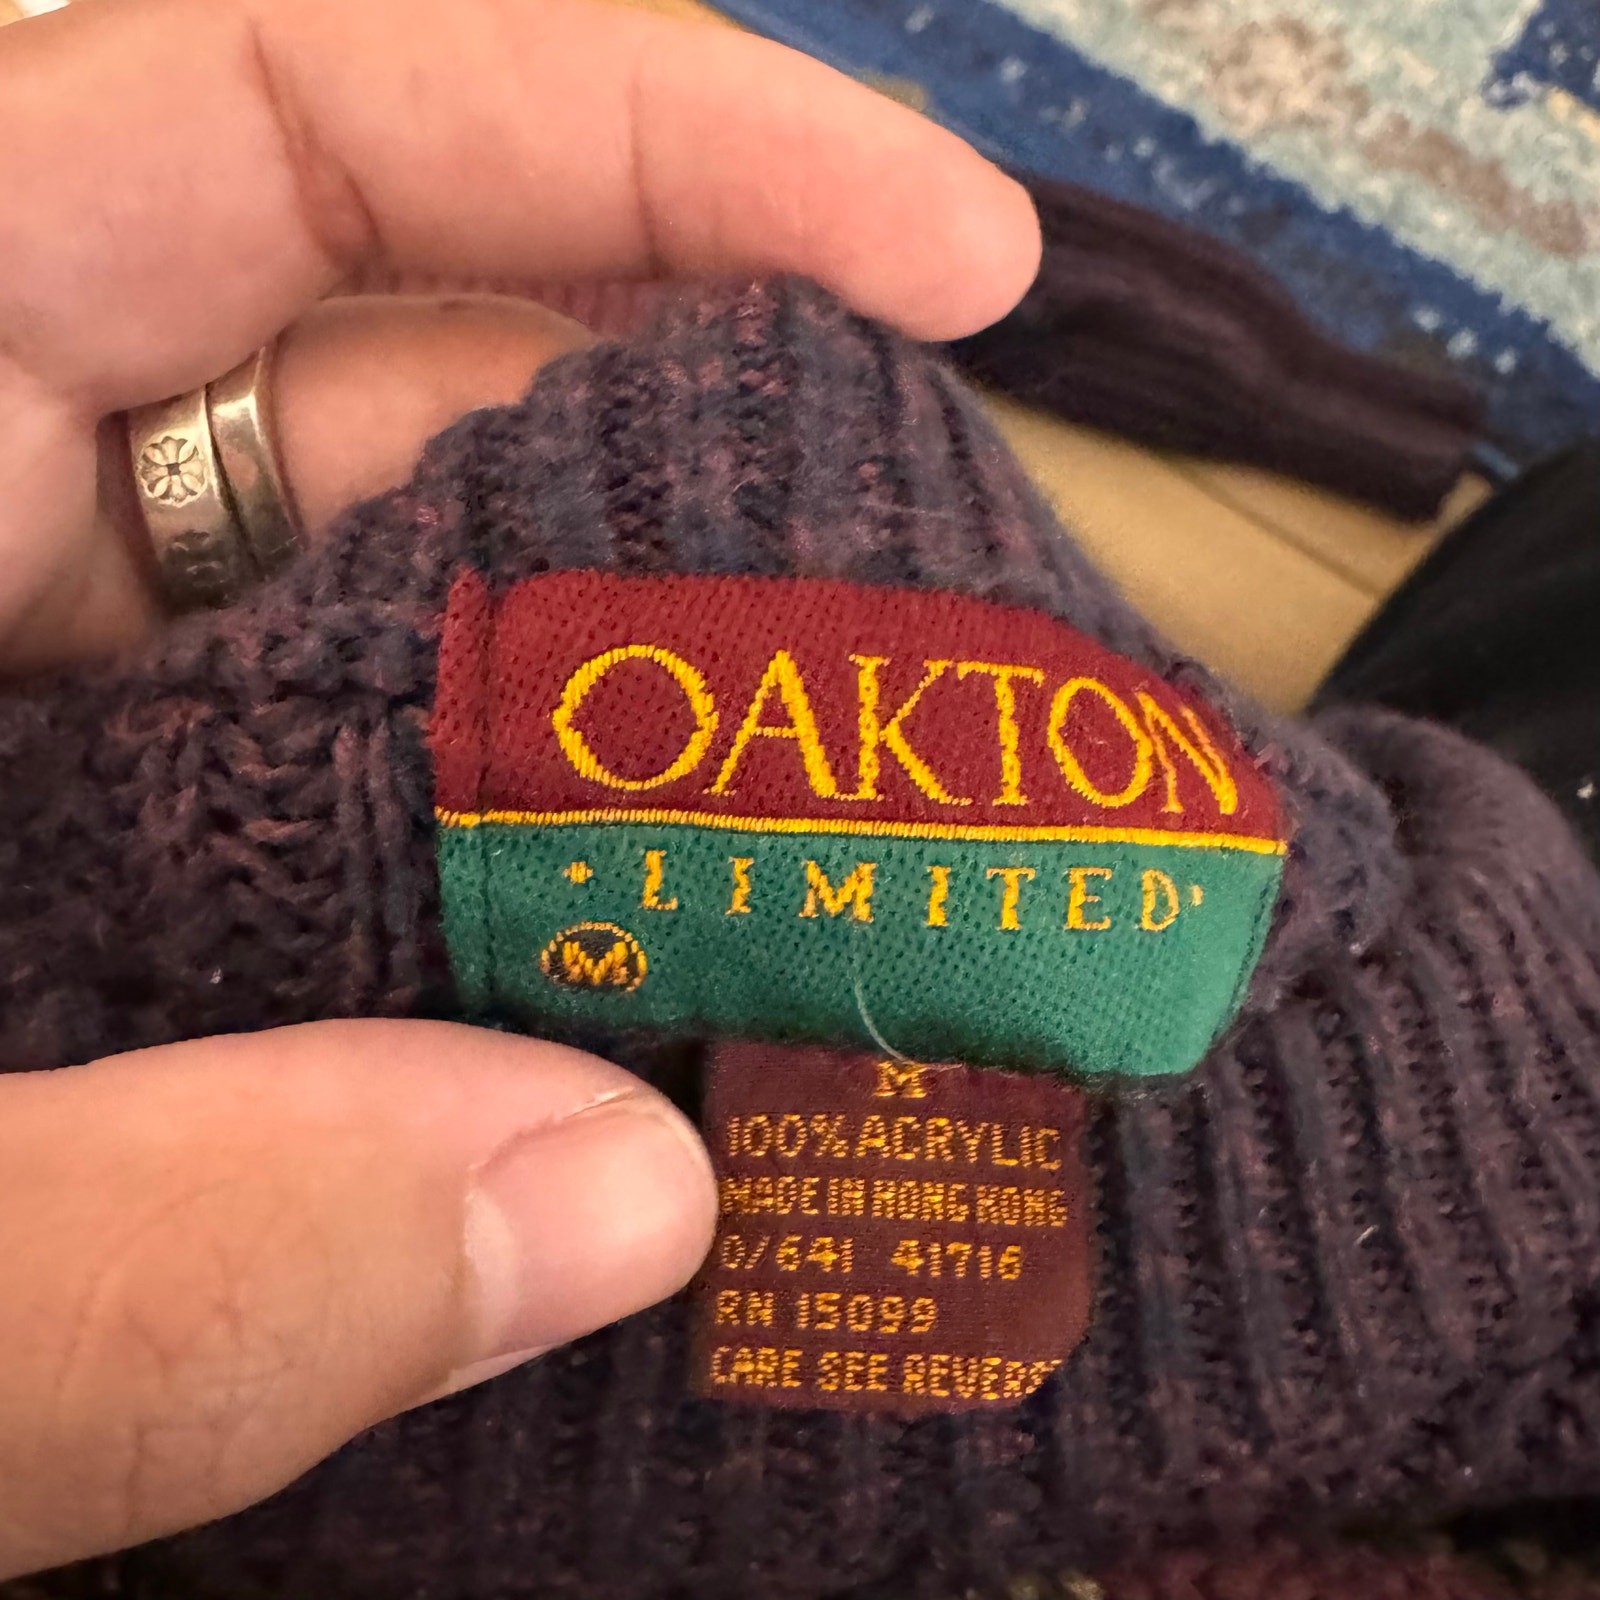 OAKTON
· LIMITED ·
M
M
100% ACRYLIC
MADE IN HONG KONG
0/641 41716
RN 15099
CARE SEE REVERSE